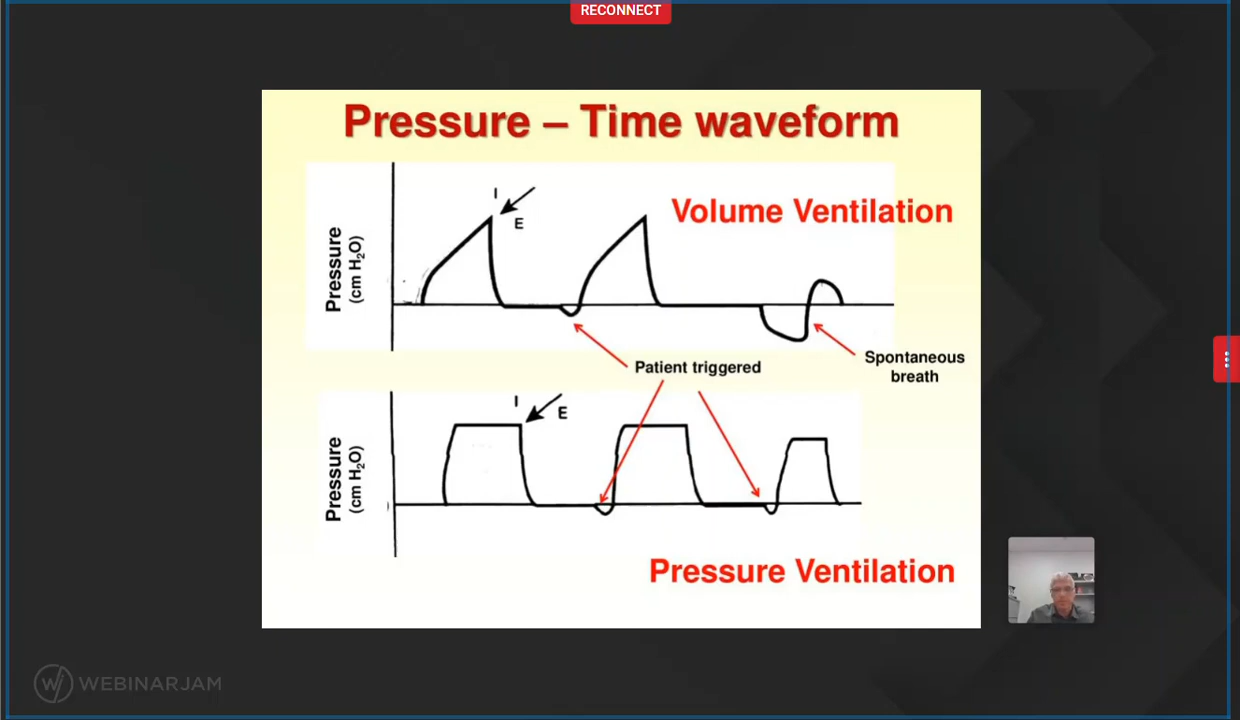 RECONNECT
Pressure – Time waveform
I
E
Volume Ventilation
Pressure
(cm H₂O)
Patient triggered
Spontaneous
breath
I
E
Pressure
(cm H₂O)
Pressure Ventilation
WEBINARJAM